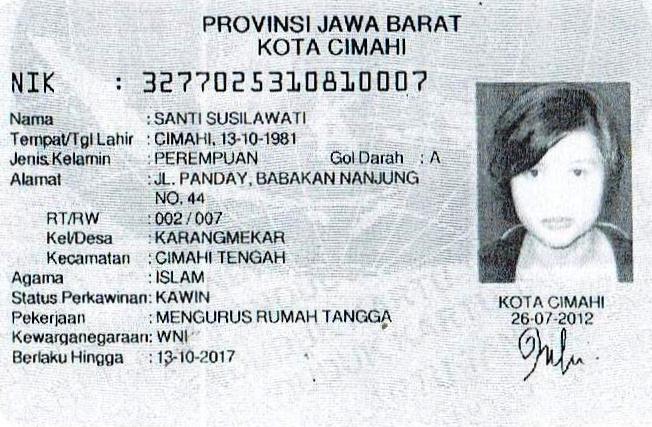 PROVINSI JAWA BARAT
KOTA CIMAHI
NIK : 3277025310810007
Nama : SANTI SUSILAWATI
Tempat/Tgl Lahir : CIMAHI, 13-10-1981
Jenis Kelamin : PEREMPUAN Gol Darah : A
Alamat : JL. PANDAY, BABAKAN NANJUNG
NO. 44
RT/RW : 002 / 007
Kel/Desa : KARANGMEKAR
Kecamatan : CIMAHI TENGAH
Agama : ISLAM
Status Perkawinan: KAWIN
Pekerjaan : MENGURUS RUMAH TANGGA
Kewarganegaraan: WNI
Berlaku Hingga : 13-10-2017
KOTA CIMAHI
26-07-2012